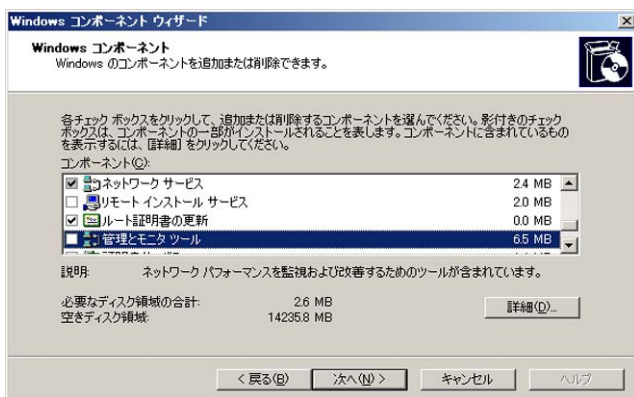 Windows コンポーネント ウィザード
Windows コンポーネント
Windows のコンポーネントを追加または削除できます。
各チェック ボックスをクリックして、追加または削除するコンポーネントを選んでください。影付きのチェック
ボックスは、コンポーネントの一部がインストールされることを表します。コンポーネントに含まれているもの
を表示するには、[詳細] をクリックしてください。
コンポーネント(C):
ネットワーク サービス 2.4 MB
リモート インストール サービス 2.0 MB
ルート証明書の更新 0.0 MB
管理とモニタ ツール 6.5 MB
説明: ネットワーク パフォーマンスを監視および改善するためのツールが含まれています。
必要なディスク領域の合計: 2.6 MB
空きディスク領域: 14235.8 MB
詳細(D)...
< 戻る(B) 次へ(N) > キャンセル ヘルプ